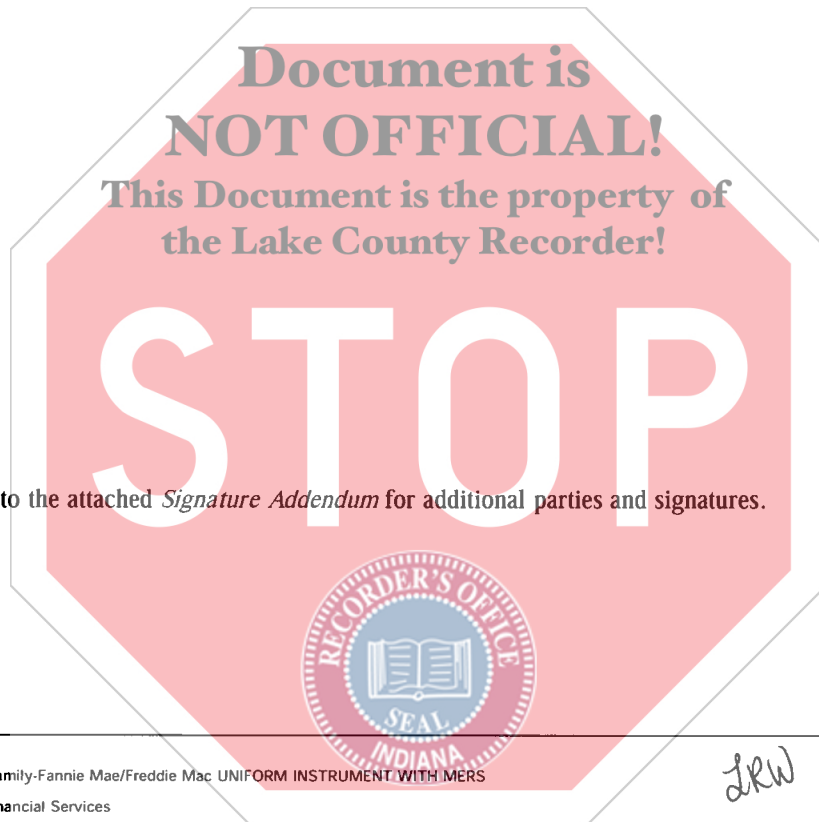 Document is
NOT OFFICIAL!
This Document is the property of
the Lake County Recorder!
STOP
to the attached Signature Addendum for additional parties and signatures.
RECORDER'S OFFICE
SEAL
INDIANA
amily-Fannie Mae/Freddie Mac UNIFORM INSTRUMENT WITH MERS
LRW
nancial Services